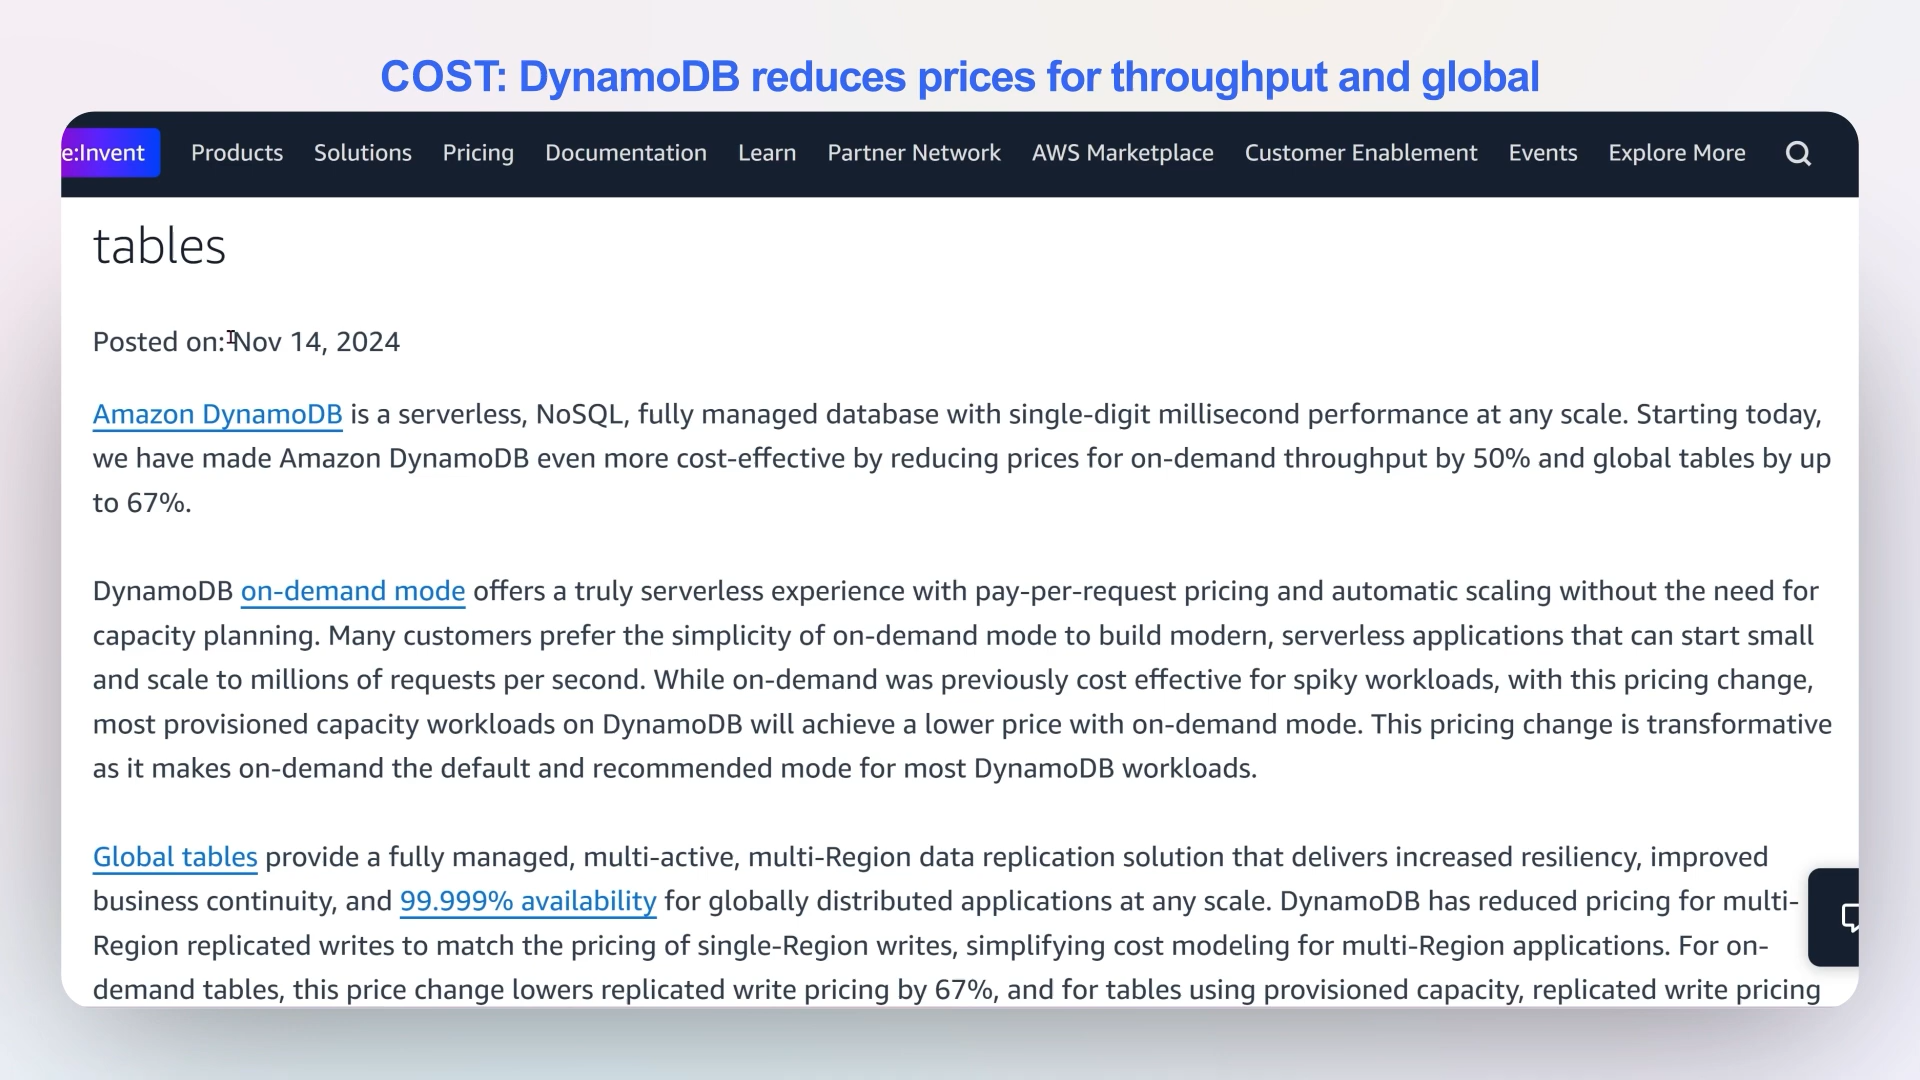 COST: DynamoDB reduces prices for throughput and global
e:Invent Products Solutions Pricing Documentation Learn Partner Network AWS Marketplace Customer Enablement Events Explore More
tables
Posted on: Nov 14, 2024
Amazon DynamoDB is a serverless, NoSQL, fully managed database with single-digit millisecond performance at any scale. Starting today,
we have made Amazon DynamoDB even more cost-effective by reducing prices for on-demand throughput by 50% and global tables by up
to 67%.
DynamoDB on-demand mode offers a truly serverless experience with pay-per-request pricing and automatic scaling without the need for
capacity planning. Many customers prefer the simplicity of on-demand mode to build modern, serverless applications that can start small
and scale to millions of requests per second. While on-demand was previously cost effective for spiky workloads, with this pricing change,
most provisioned capacity workloads on DynamoDB will achieve a lower price with on-demand mode. This pricing change is transformative
as it makes on-demand the default and recommended mode for most DynamoDB workloads.
Global tables provide a fully managed, multi-active, multi-Region data replication solution that delivers increased resiliency, improved
business continuity, and 99.999% availability for globally distributed applications at any scale. DynamoDB has reduced pricing for multi-
Region replicated writes to match the pricing of single-Region writes, simplifying cost modeling for multi-Region applications. For on-
demand tables, this price change lowers replicated write pricing by 67%, and for tables using provisioned capacity, replicated write pricing